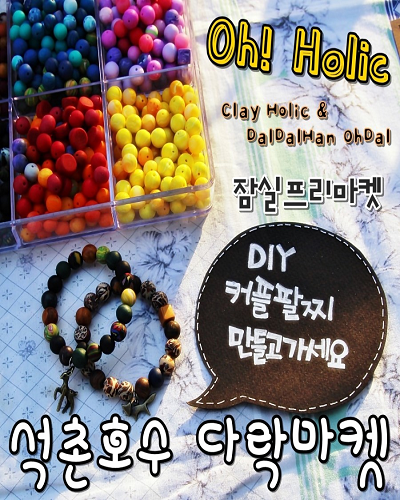 Oh! Holic
Clay Holic &
DalDalHan OhDal
잠실프리마켓
DIY
커플팔찌
만들고가세요
석촌호수 다락마켓